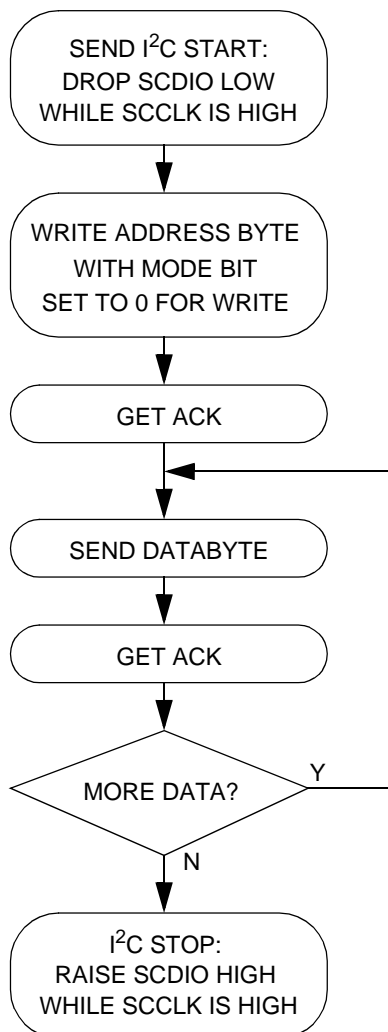 SEND I²C START:
DROP SCDIO LOW
WHILE SCCLK IS HIGH
WRITE ADDRESS BYTE
WITH MODE BIT
SET TO 0 FOR WRITE
GET ACK
SEND DATABYTE
GET ACK
MORE DATA?
Y
N
I²C STOP:
RAISE SCDIO HIGH
WHILE SCCLK IS HIGH